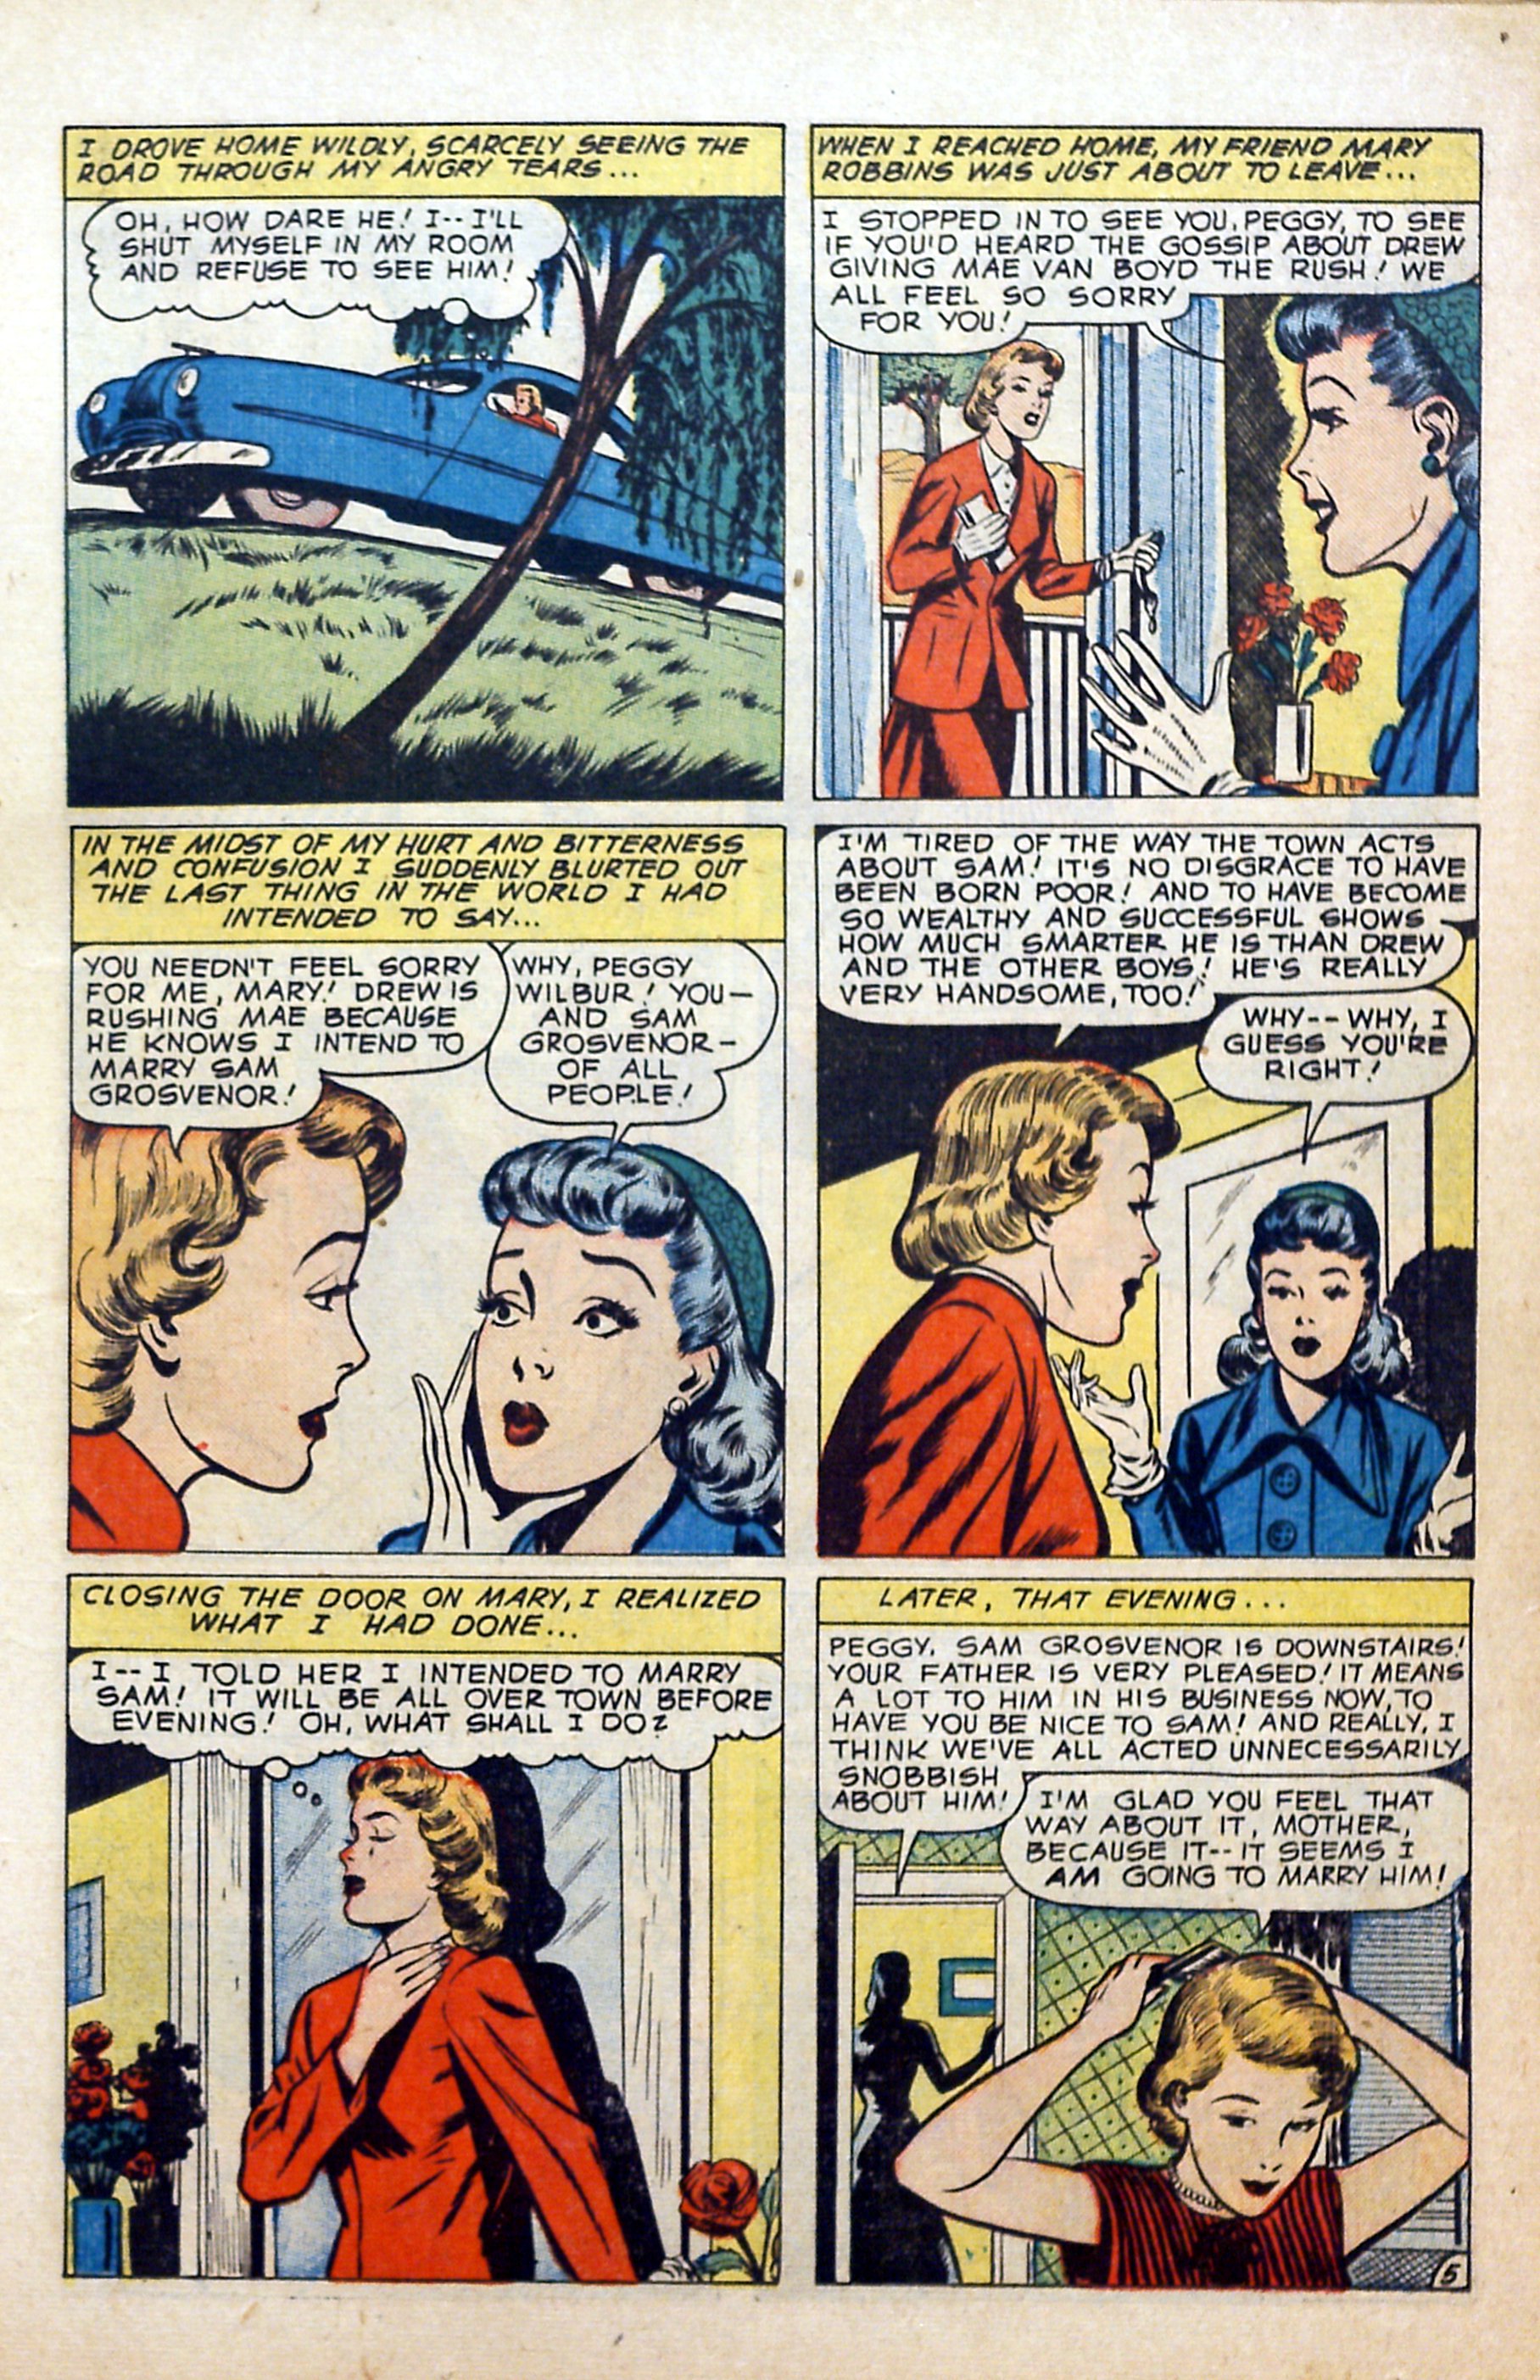 I DROVE HOME WILDLY, SCARCELY SEEING THE
ROAD THROUGH MY ANGRY TEARS...
OH, HOW DARE HE! I-- I'LL
SHUT MYSELF IN MY ROOM
AND REFUSE TO SEE HIM!
WHEN I REACHED HOME, MY FRIEND MARY
ROBBINS WAS JUST ABOUT TO LEAVE...
I STOPPED IN TO SEE YOU, PEGGY, TO SEE
IF YOU'D HEARD THE GOSSIP ABOUT DREW
GIVING MAE VAN BOYD THE RUSH! WE
ALL FEEL SO SORRY
FOR YOU!
IN THE MIDST OF MY HURT AND BITTERNESS
AND CONFUSION I SUDDENLY BLURTED OUT
THE LAST THING IN THE WORLD I HAD
INTENDED TO SAY...
YOU NEEDN'T FEEL SORRY
FOR ME, MARY! DREW IS
RUSHING MAE BECAUSE
HE KNOWS I INTEND TO
MARRY SAM
GROSVENOR!
WHY, PEGGY
WILBUR! YOU—
AND SAM
GROSVENOR—
OF ALL
PEOPLE!
I'M TIRED OF THE WAY THE TOWN ACTS
ABOUT SAM! IT'S NO DISGRACE TO HAVE
BEEN BORN POOR! AND TO HAVE BECOME
SO WEALTHY AND SUCCESSFUL SHOWS
HOW MUCH SMARTER HE IS THAN DREW
AND THE OTHER BOYS! HE'S REALLY
VERY HANDSOME, TOO!
WHY-- WHY, I
GUESS YOU'RE
RIGHT!
CLOSING THE DOOR ON MARY, I REALIZED
WHAT I HAD DONE...
I-- I TOLD HER I INTENDED TO MARRY
SAM! IT WILL BE ALL OVER TOWN BEFORE
EVENING! OH, WHAT SHALL I DO?
LATER, THAT EVENING...
PEGGY, SAM GROSVENOR IS DOWNSTAIRS!
YOUR FATHER IS VERY PLEASED! IT MEANS
A LOT TO HIM IN HIS BUSINESS NOW, TO
HAVE YOU BE NICE TO SAM! AND REALLY, I
THINK WE'VE ALL ACTED UNNECESSARILY
SNOBBISH
ABOUT HIM!
I'M GLAD YOU FEEL THAT
WAY ABOUT IT, MOTHER,
BECAUSE IT-- IT SEEMS I
AM GOING TO MARRY HIM!
5